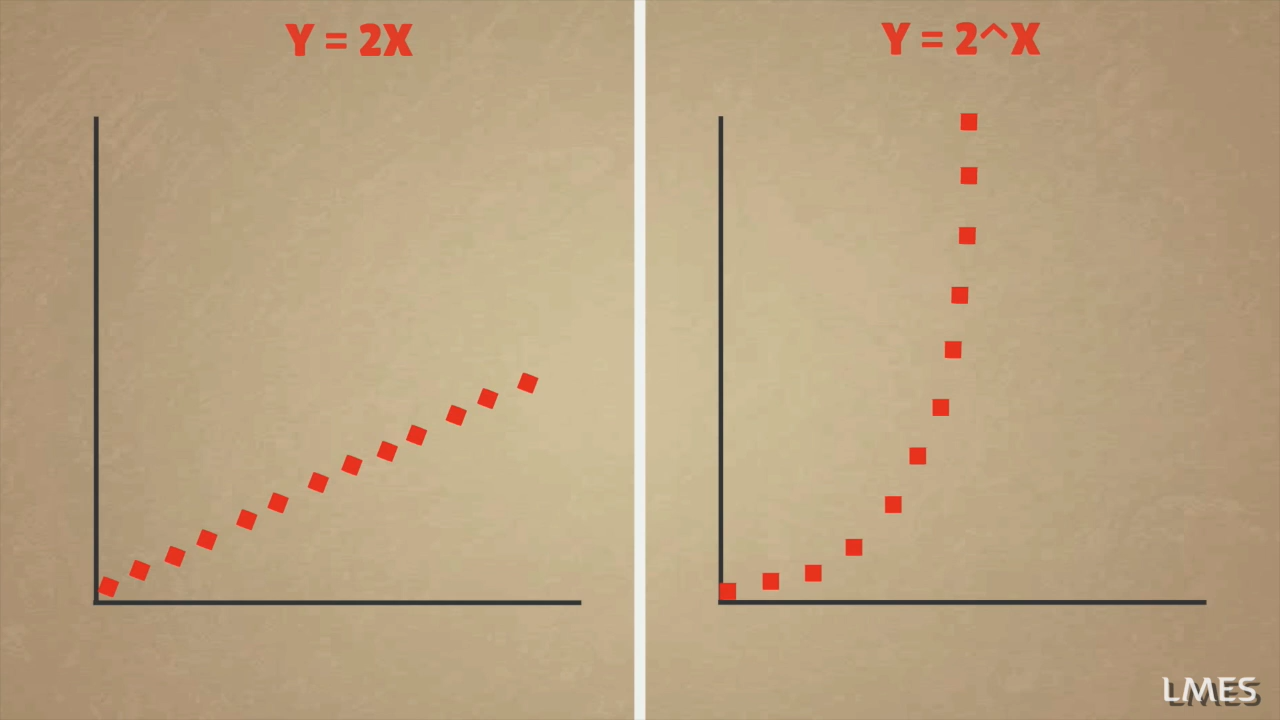 Y = 2X
Y = 2^X
LMES